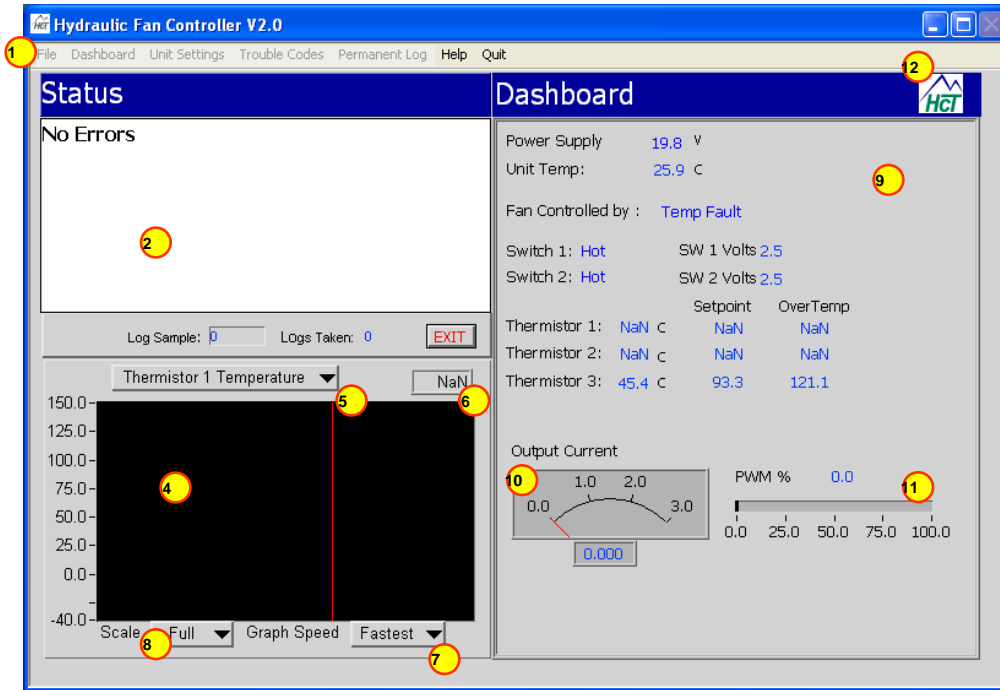 Hydraulic Fan Controller V2.0
1 File Dashboard Unit Settings Trouble Codes Permanent Log Help Quit
12
Status
Dashboard
HCT
No Errors
2
Log Sample: 0 LOgs Taken: 0 EXIT
Thermistor 1 Temperature
NaN
5
6
150.0
125.0
100.0
75.0
50.0
25.0
0.0
-40.0
4
Scale Full Graph Speed Fastest
8
7
Power Supply 19.8 V
Unit Temp: 25.9 C
9
Fan Controlled by : Temp Fault
Switch 1: Hot SW 1 Volts 2.5
Switch 2: Hot SW 2 Volts 2.5
Setpoint OverTemp
Thermistor 1: NaN C NaN NaN
Thermistor 2: NaN C NaN NaN
Thermistor 3: 45.4 C 93.3 121.1
Output Current
10
0.0 1.0 2.0 3.0
0.000
PWM % 0.0
11
0.0 25.0 50.0 75.0 100.0